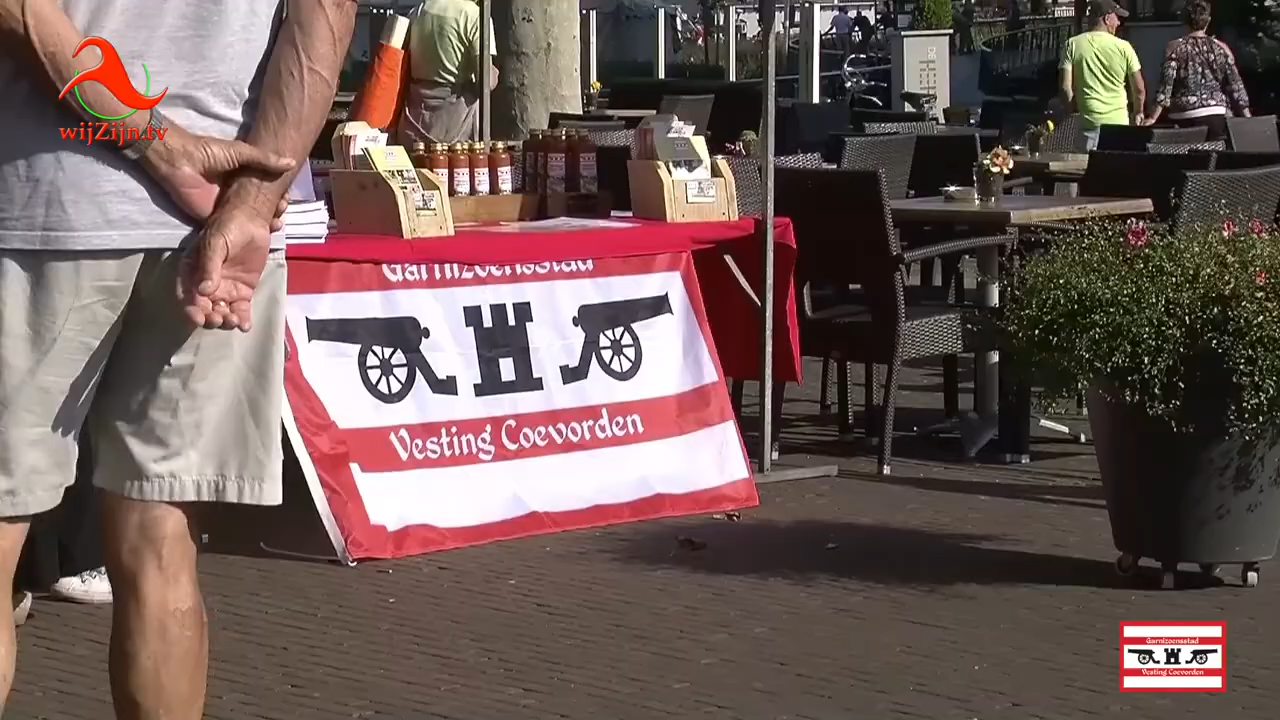 wijZijn.tv
Garnizoensstad
Vesting Coevorden
Garnizoensstad
Vesting Coevorden